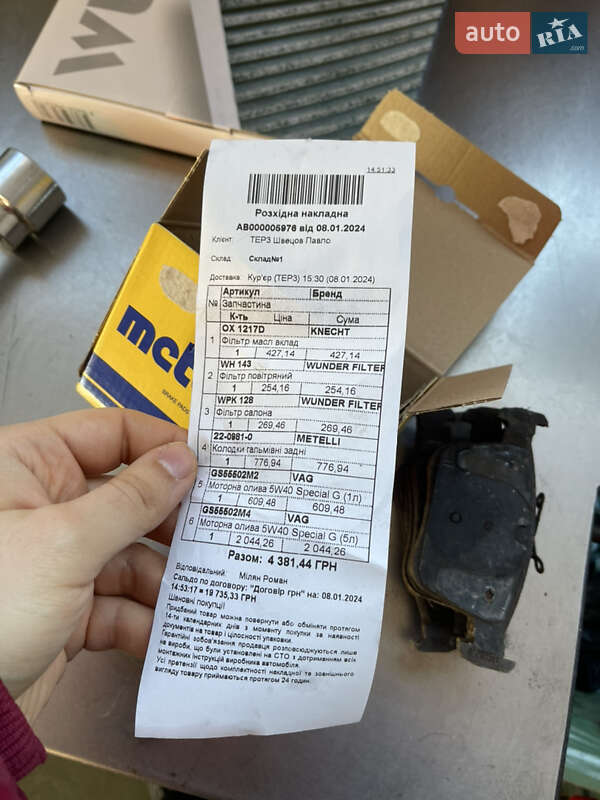 auto RIA .com
WU
14:51:33
Розхідна накладна
AB000005976 від 08.01.2024
Клієнт: ТЕРЗ Швецов Павло
Склад: Склад№1
Доставка: Кур'єр (ТЕРЗ) 15:30 (08.01.2024)
Артикул Бренд
№ Запчастина
К-ть Ціна Сума
OX 1217D KNECHT
1 Фільтр масл вклад
1 427,14 427,14
WH 143 WUNDER FILTER
2 Фільтр повітряний
1 254,16 254,16
WPK 128 WUNDER FILTER
3 Фільтр салона
1 269,46 269,46
22-0981-0 METELLI
4 Колодки гальмівні задні
1 776,94 776,94
GS55502M2 VAG
5 Моторна олива 5W40 Special G (1л)
1 609,48 609,48
GS55502M4 VAG
6 Моторна олива 5W40 Special G (5л)
1 2 044,26 2 044,26
Разом: 4 381,44 ГРН
Відповідальний: Мілян Роман
Сальдо по договору: "Договір грн" на: 08.01.2024
14:53:17 = 18 735,33 ГРН
Шановні покупці!
Придбаний товар можна повернути або обміняти протягом
14-ти календарних днів з моменту покупки за наявності
документів на товар і цілосності упаковки.
Гарантійні зобов'язання продавця розповсюджуються лише
на вироби, що були установлені на СТО з дотриманням всіх
монтажних інструкцій виробника автомобіля.
Усі претензії щодо комплектності накладної та зовнішнього
вигляду товару приймаються протягом 24 годин.
met
BRAKE PADS